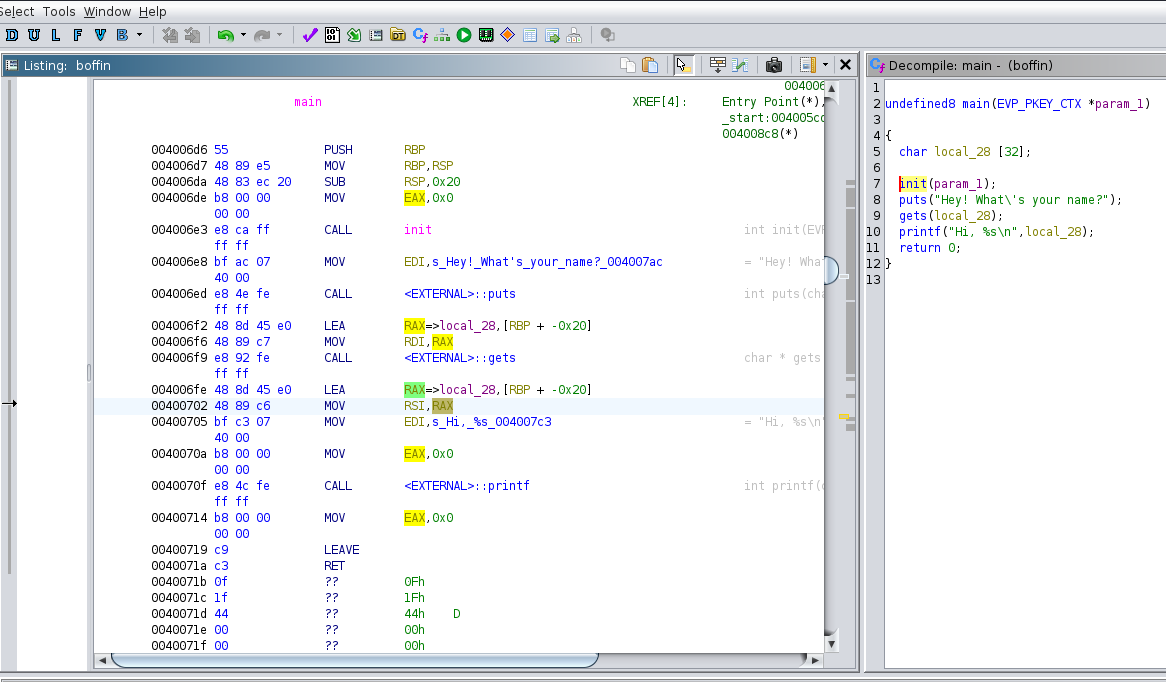 Select Tools Window Help
D U L F V B
Listing: boffin
004006
main XREF[4]: Entry Point(*),
_start:004005cd
004008c8(*)
004006d6 55 PUSH RBP
004006d7 48 89 e5 MOV RBP,RSP
004006da 48 83 ec 20 SUB RSP,0x20
004006de b8 00 00 MOV EAX,0x0
00 00
004006e3 e8 ca ff CALL init int init(EV
ff ff
004006e8 bf ac 07 MOV EDI,s_Hey!_What's_your_name?_004007ac = "Hey! Wha
40 00
004006ed e8 4e fe CALL <EXTERNAL>::puts int puts(cha
ff ff
004006f2 48 8d 45 e0 LEA RAX=>local_28,[RBP + -0x20]
004006f6 48 89 c7 MOV RDI,RAX
004006f9 e8 92 fe CALL <EXTERNAL>::gets char * gets
ff ff
004006fe 48 8d 45 e0 LEA RAX=>local_28,[RBP + -0x20]
00400702 48 89 c6 MOV RSI,RAX
00400705 bf c3 07 MOV EDI,s_Hi,_%s_004007c3 = "Hi, %s\n"
40 00
0040070a b8 00 00 MOV EAX,0x0
00 00
0040070f e8 4c fe CALL <EXTERNAL>::printf int printf(c
ff ff
00400714 b8 00 00 MOV EAX,0x0
00 00
00400719 c9 LEAVE
0040071a c3 RET
0040071b 0f ?? 0Fh
0040071c 1f ?? 1Fh
0040071d 44 ?? 44h D
0040071e 00 ?? 00h
0040071f 00 ?? 00h
Decompile: main - (boffin)
1
2 undefined8 main(EVP_PKEY_CTX *param_1)
3
4 {
5 char local_28 [32];
6
7 init(param_1);
8 puts("Hey! What\'s your name?");
9 gets(local_28);
10 printf("Hi, %s\n",local_28);
11 return 0;
12 }
13